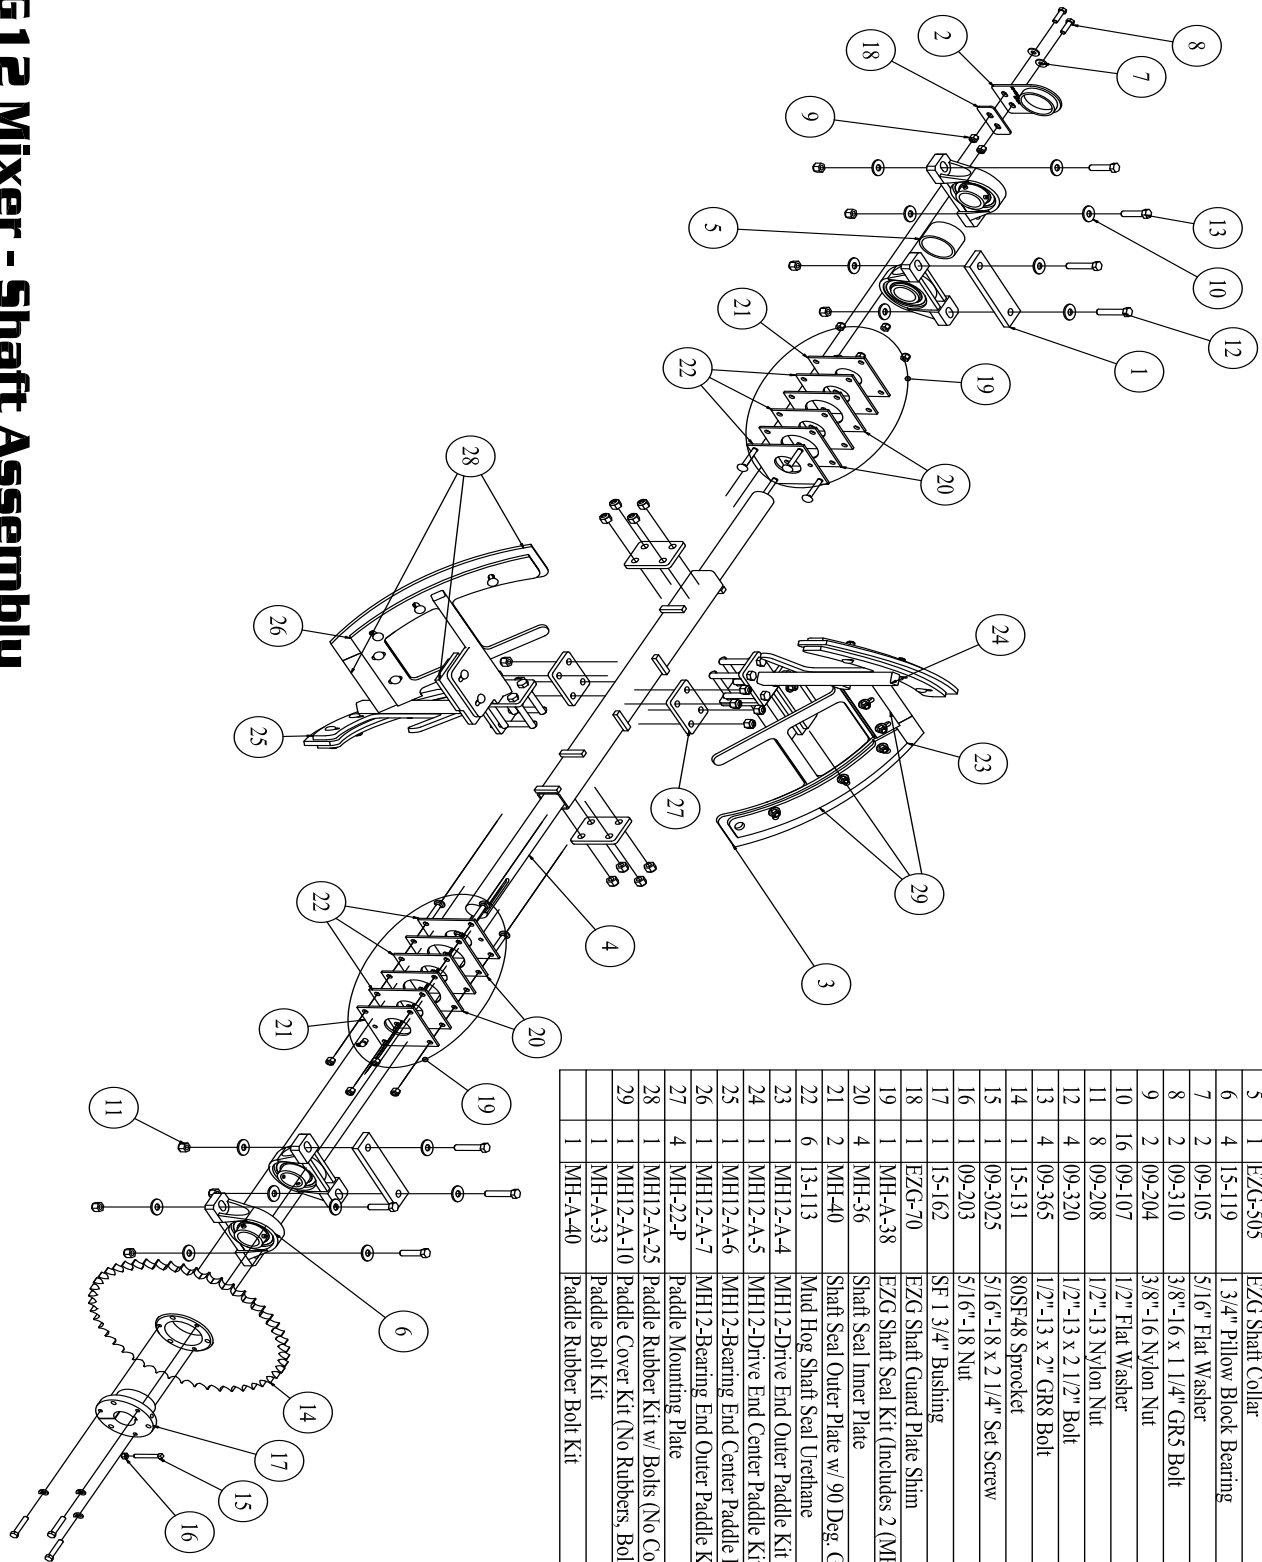 G12 Mixer - Shaft Assembly
8
2
7
18
9
13
5
10
12
21
1
22
19
20
28
24
26
23
25
27
29
22
4
3
21
20
19
11
6
14
17
15
16
5 1 EZG-505 EZG Shaft Collar
6 4 15-119 1 3/4" Pillow Block Bearing
7 2 09-105 5/16" Flat Washer
8 2 09-310 3/8"-16 x 1 1/4" GR5 Bolt
9 2 09-204 3/8"-16 Nylon Nut
10 16 09-107 1/2" Flat Washer
11 8 09-208 1/2"-13 Nylon Nut
12 4 09-320 1/2"-13 x 2 1/2" Bolt
13 4 09-365 1/2"-13 x 2" GR8 Bolt
14 1 15-131 80SF48 Sprocket
15 1 09-3025 5/16"-18 x 2 1/4" Set Screw
16 1 09-203 5/16"-18 Nut
17 1 15-162 SF 1 3/4" Bushing
18 1 EZG-70 EZG Shaft Guard Plate Shim
19 1 MH-A-38 EZG Shaft Seal Kit (Includes 2 (MH
20 4 MH-36 Shaft Seal Inner Plate
21 2 MH-40 Shaft Seal Outer Plate w/ 90 Deg.
22 6 13-113 Mud Hog Shaft Seal Urethane
23 1 MH12-A-4 MH12-Drive End Outer Paddle Kit
24 1 MH12-A-5 MH12-Drive End Center Paddle Kit
25 1 MH12-A-6 MH12-Bearing End Center Paddle
26 1 MH12-A-7 MH12-Bearing End Outer Paddle K
27 4 MH-22-P Paddle Mounting Plate
28 1 MH12-A-25 Paddle Rubber Kit w/ Bolts (No Co
29 1 MH12-A-10 Paddle Cover Kit (No Rubbers, Bol
1 MH-A-33 Paddle Bolt Kit
1 MH-A-40 Paddle Rubber Bolt Kit